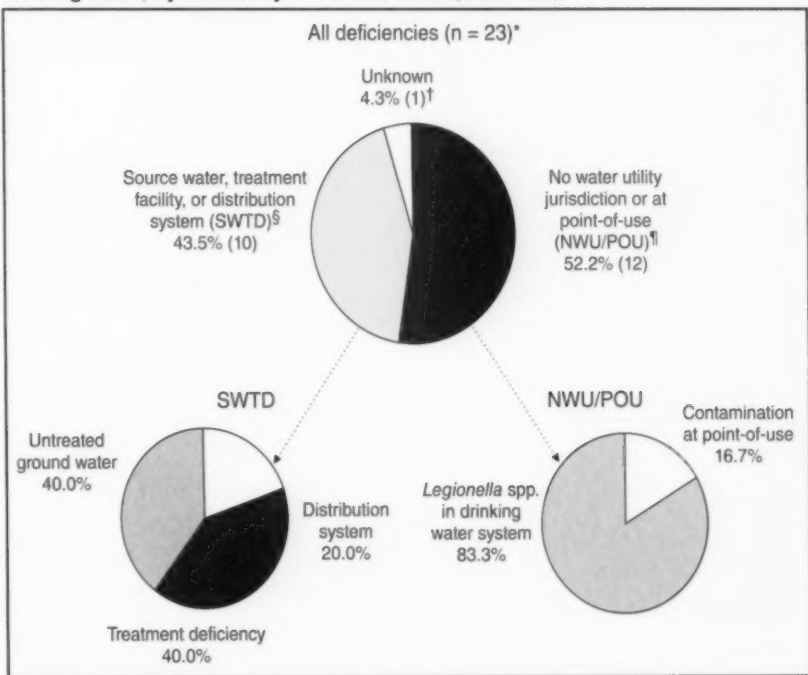 All deficiencies (n = 23)*
Unknown
4.3% (1)†
Source water, treatment
facility, or distribution
system (SWTD)§
43.5% (10)
No water utility
jurisdiction or at
point-of-use
(NWU/POU)¶
52.2% (12)
SWTD
Untreated
ground water
40.0%
Distribution
system
20.0%
Treatment deficiency
40.0%
NWU/POU
Contamination
at point-of-use
16.7%
Legionella spp.
in drinking
water system
83.3%